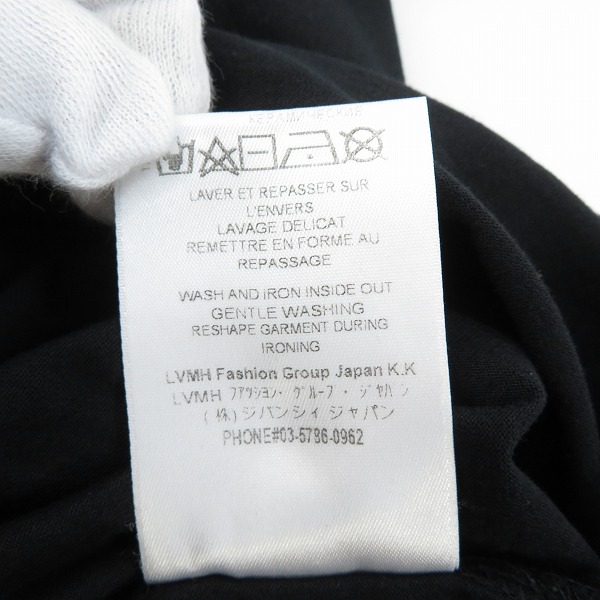 КЕРАМИЧЕСКИЙ
LAVER ET REPASSER SUR
L'ENVERS
LAVAGE DELICAT
REMETTRE EN FORME AU
REPASSAGE
WASH AND IRON INSIDE OUT
GENTLE WASHING
RESHAPE GARMENT DURING
IRONING
LVMH Fashion Group Japan K.K
LVMH ファッション・グループ・ジャパン
(株)ジバンシィジャパン
PHONE#03-5786-0962